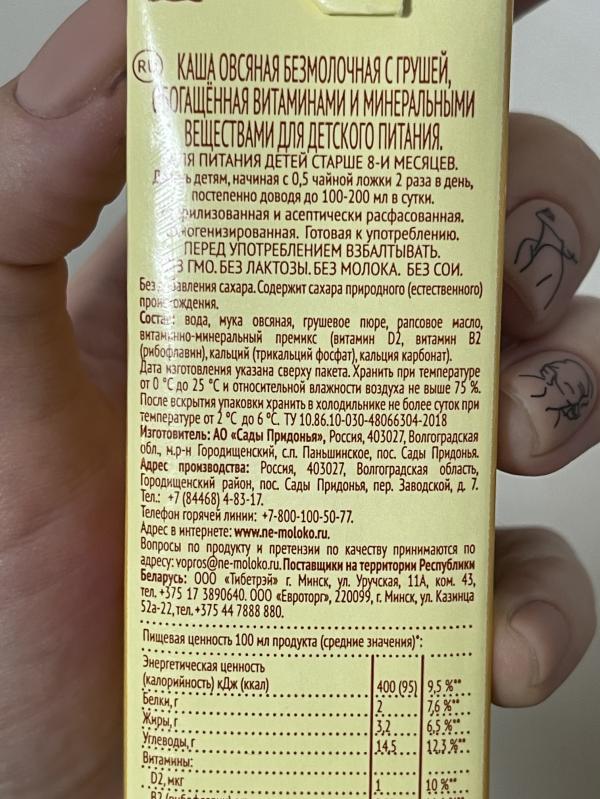 RU
КАША ОВСЯНАЯ БЕЗМОЛОЧНАЯ С ГРУШЕЙ,
ОБОГАЩЁННАЯ ВИТАМИНАМИ И МИНЕРАЛЬНЫМИ
ВЕЩЕСТВАМИ ДЛЯ ДЕТСКОГО ПИТАНИЯ.
ДЛЯ ПИТАНИЯ ДЕТЕЙ СТАРШЕ 8-И МЕСЯЦЕВ.
Давать детям, начиная с 0,5 чайной ложки 2 раза в день,
постепенно доводя до 100-200 мл в сутки.
Стерилизованная и асептически расфасованная.
Гомогенизированная. Готовая к употреблению.
ПЕРЕД УПОТРЕБЛЕНИЕМ ВЗБАЛТЫВАТЬ.
БЕЗ ГМО. БЕЗ ЛАКТОЗЫ. БЕЗ МОЛОКА. БЕЗ СОИ.
Без добавления сахара. Содержит сахара природного (естественного)
происхождения.
Состав: вода, мука овсяная, грушевое пюре, рапсовое масло,
витаминно-минеральный премикс (витамин D2, витамин B2
(рибофлавин), кальций (трикальций фосфат), кальция карбонат).
Дата изготовления указана сверху пакета. Хранить при температуре
от 0 °С до 25 °С и относительной влажности воздуха не выше 75 %.
После вскрытия упаковки хранить в холодильнике не более суток при
температуре от 2 °С до 6 °С. ТУ 10.86.10-030-48066304-2018
Изготовитель: АО «Сады Придонья», Россия, 403027, Волгоградская
обл., м.р-н Городищенский, с.п. Паньшинское, пос. Сады Придонья.
Адрес производства: Россия, 403027, Волгоградская область,
Городищенский район, пос. Сады Придонья, пер. Заводской, д. 7.
Тел.: +7 (84468) 4-83-17.
Телефон горячей линии: +7-800-100-50-77.
Адрес в интернете: www.ne-moloko.ru.
Вопросы по продукту и претензии по качеству принимаются по
адресу: vopros@ne-moloko.ru. Поставщики на территории Республики
Беларусь: ООО «Тибетрэй» г. Минск, ул. Уручская, 11А, ком. 43,
тел. +375 17 3890640. ООО «Евроторг», 220099, г. Минск, ул. Казинца
52а-22, тел. +375 44 7888 880.
Пищевая ценность 100 мл продукта (средние значения)*:
Энергетическая ценность
(калорийность) кДж (ккал) 400 (95) 9,5 %**
Белки, г 2 7,6 %**
Жиры, г 3,2 6,5 %**
Углеводы, г 14,5 12,3 %**
Витамины:
D2, мкг 1 10 %**